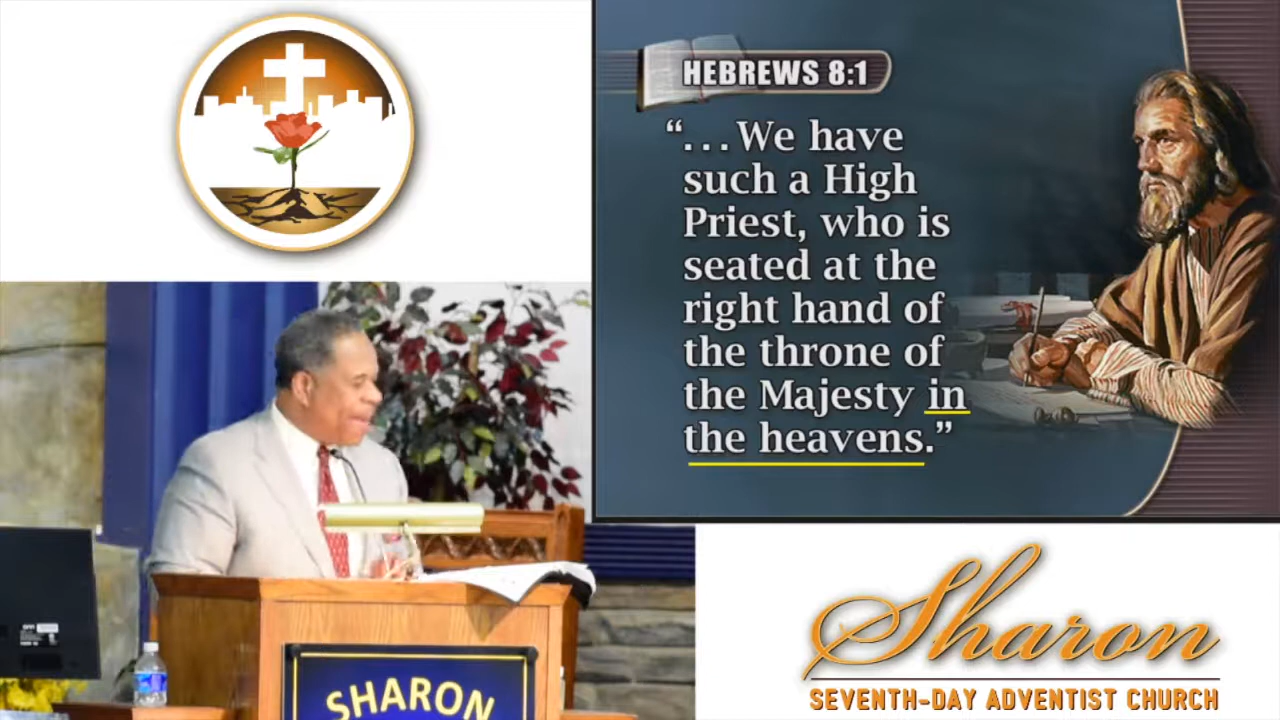 HEBREWS 8:1
“...We have
such a High
Priest, who is
seated at the
right hand of
the throne of
the Majesty in
the heavens.”
SHARON
Sharon
SEVENTH-DAY ADVENTIST CHURCH